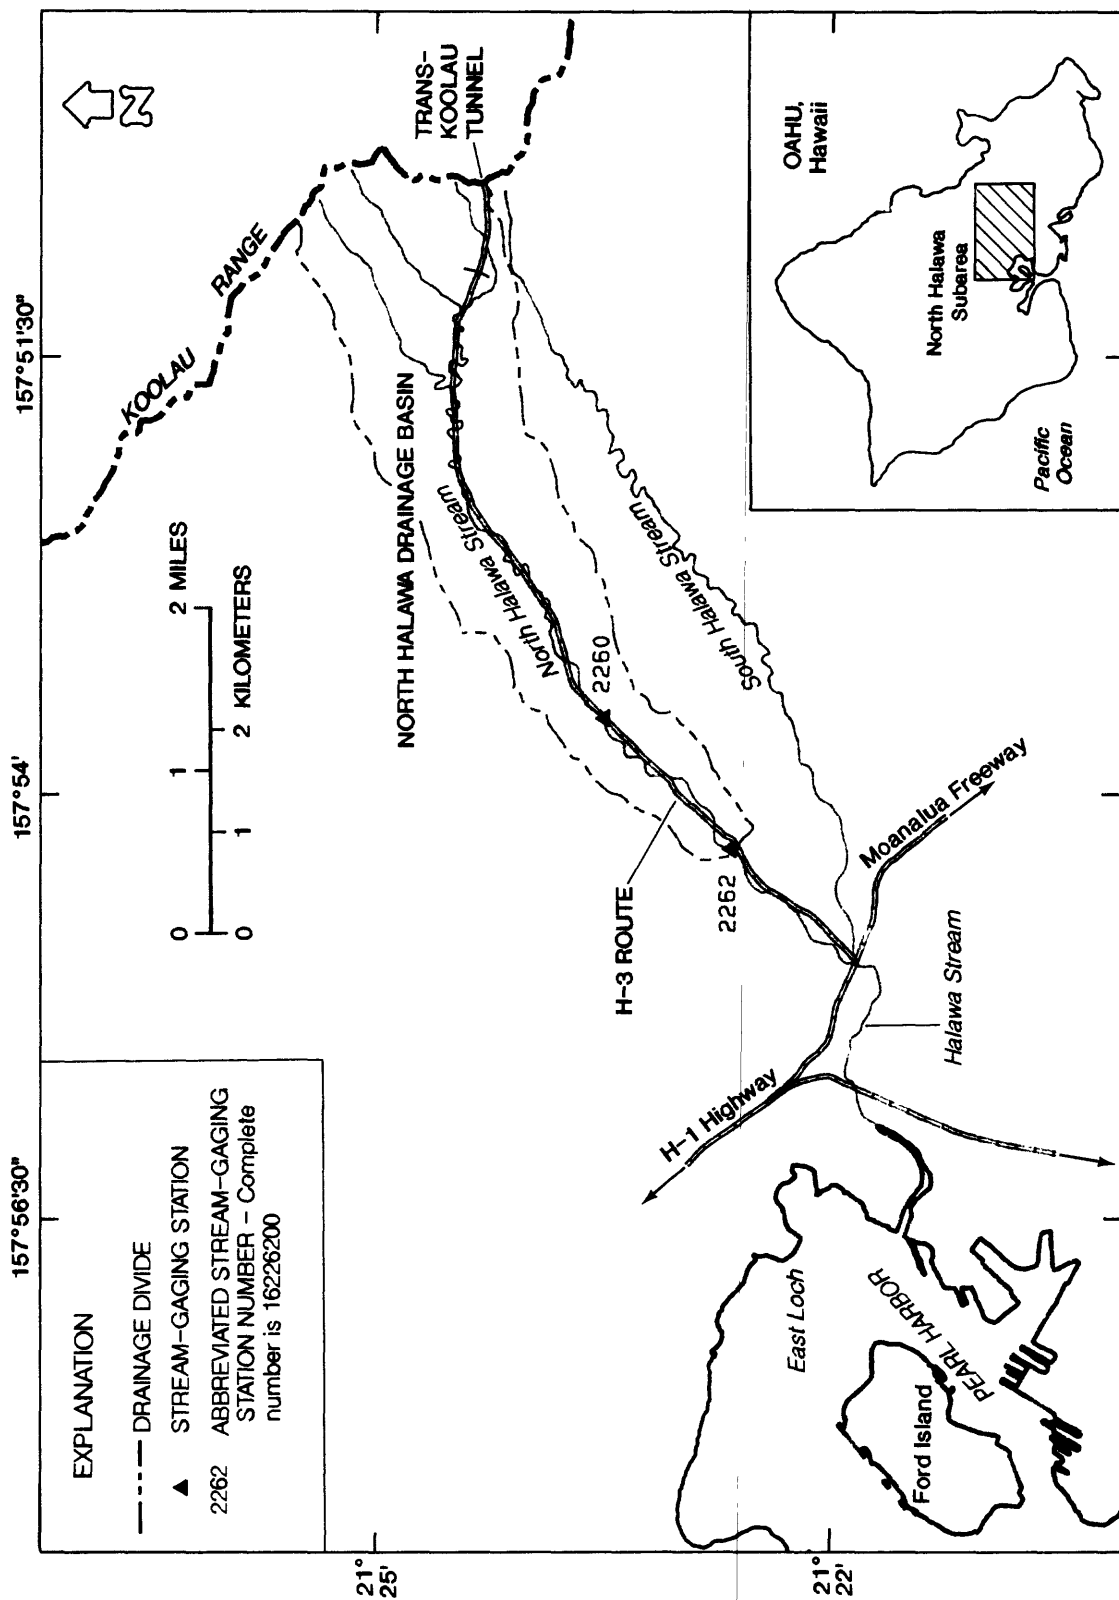 157°56'30"
157°54'
157°51'30"
21°
25'
21°
22'
EXPLANATION
DRAINAGE DIVIDE
STREAM-GAGING STATION
2262 ABBREVIATED STREAM-GAGING
STATION NUMBER – Complete
number is 16226200
0 1 2 MILES
0 1 2 KILOMETERS
N
KOOLAU RANGE
TRANS-
KOOLAU
TUNNEL
NORTH HALAWA DRAINAGE BASIN
North Halawa Stream
2260
South Halawa Stream
2262
H-3 ROUTE
Moanalua Freeway
H-1 Highway
Halawa Stream
East Loch
PEARL HARBOR
Ford Island
OAHU,
Hawaii
North Halawa
Subarea
Pacific
Ocean